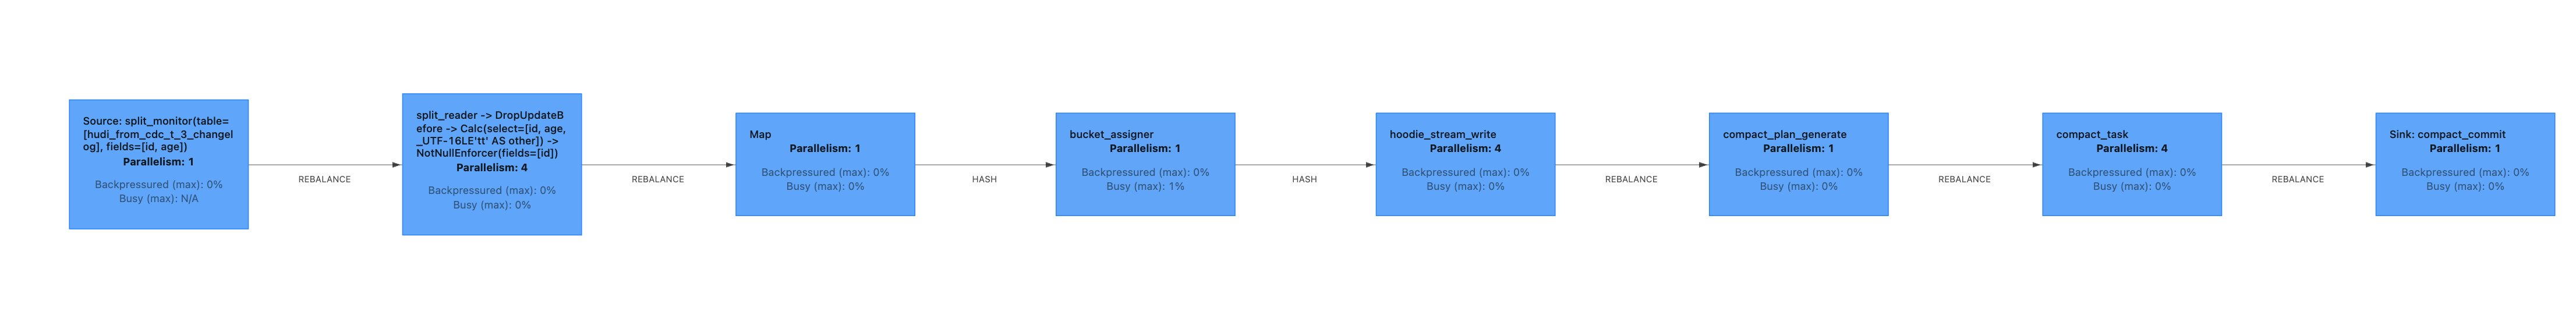 Source: split_monitor(table=
[hudi_from_cdc_t_3_changel
og], fields=[id, age])
Parallelism: 1
Backpressured (max): 0%
Busy (max): N/A
REBALANCE
split_reader -> DropUpdateB
efore -> Calc(select=[id, age,
_UTF-16LE'tt' AS other]) ->
NotNullEnforcer(fields=[id])
Parallelism: 4
Backpressured (max): 0%
Busy (max): 0%
REBALANCE
Map
Parallelism: 1
Backpressured (max): 0%
Busy (max): 0%
HASH
bucket_assigner
Parallelism: 1
Backpressured (max): 0%
Busy (max): 1%
HASH
hoodie_stream_write
Parallelism: 4
Backpressured (max): 0%
Busy (max): 0%
REBALANCE
compact_plan_generate
Parallelism: 1
Backpressured (max): 0%
Busy (max): 0%
REBALANCE
compact_task
Parallelism: 4
Backpressured (max): 0%
Busy (max): 0%
REBALANCE
Sink: compact_commit
Parallelism: 1
Backpressured (max): 0%
Busy (max): 0%